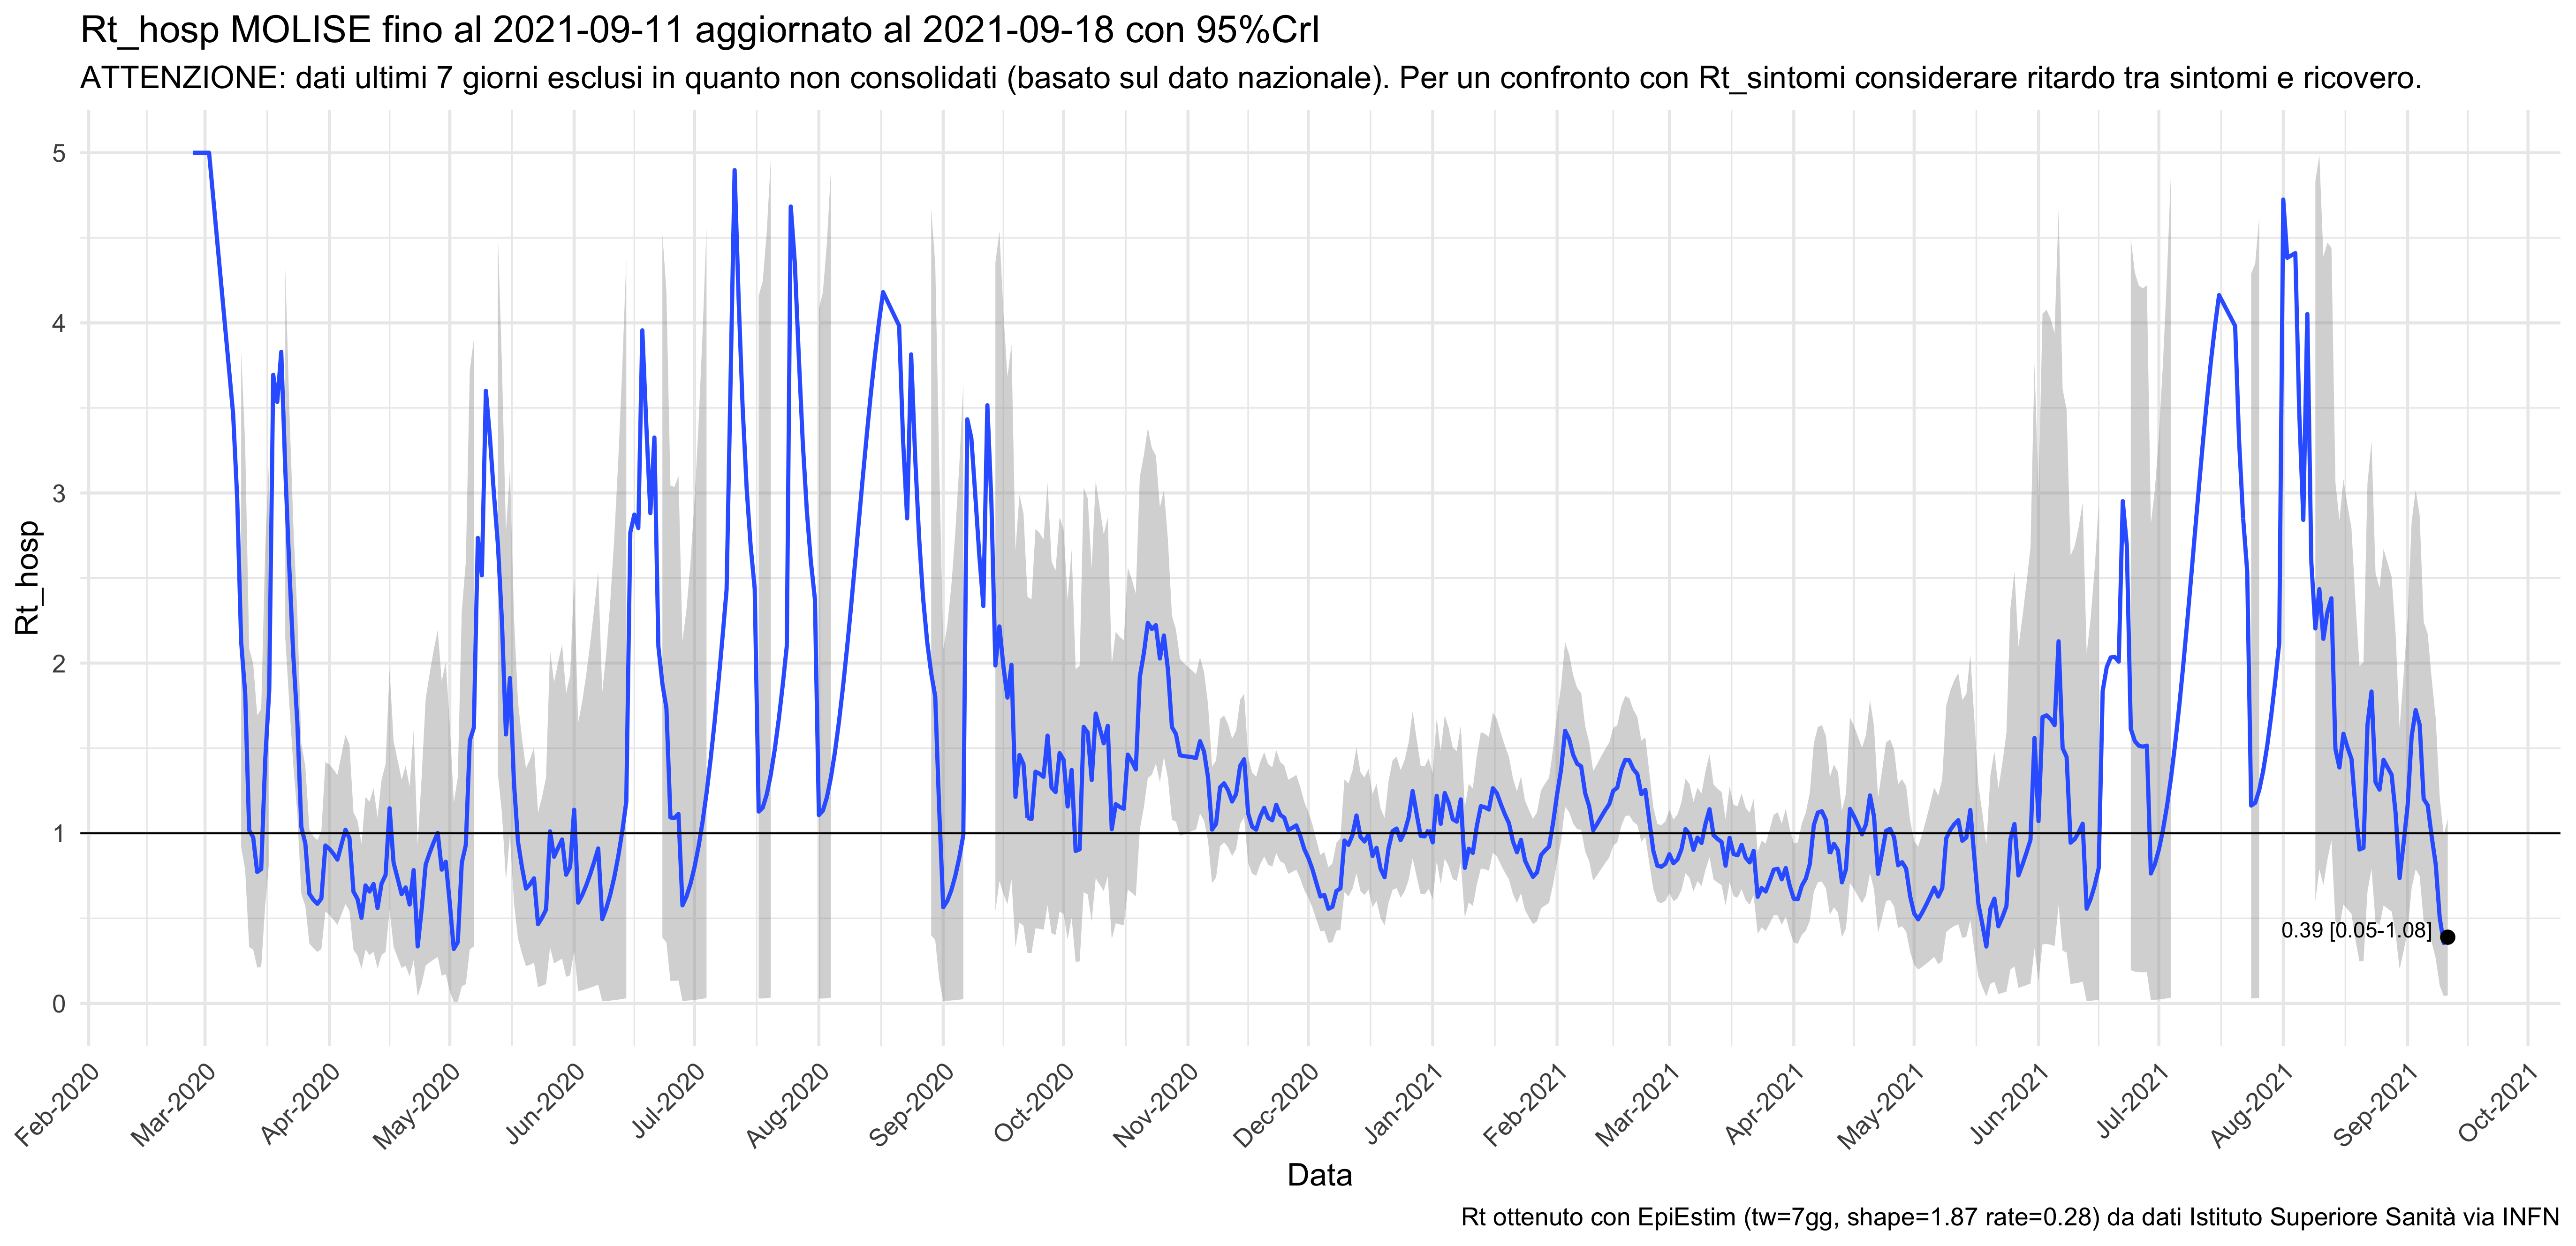 Rt_hosp MOLISE fino al 2021-09-11 aggiornato al 2021-09-18 con 95%CrI
ATTENZIONE: dati ultimi 7 giorni esclusi in quanto non consolidati (basato sul dato nazionale). Per un confronto con Rt_sintomi considerare ritardo tra sintomi e ricovero.
Rt_hosp
5
4
3
2
1
0
0.39 [0.05-1.08]
Feb-2020
Mar-2020
Apr-2020
May-2020
Jun-2020
Jul-2020
Aug-2020
Sep-2020
Oct-2020
Nov-2020
Dec-2020
Jan-2021
Feb-2021
Mar-2021
Apr-2021
May-2021
Jun-2021
Jul-2021
Aug-2021
Sep-2021
Oct-2021
Data
Rt ottenuto con EpiEstim (tw=7gg, shape=1.87 rate=0.28) da dati Istituto Superiore Sanità via INFN